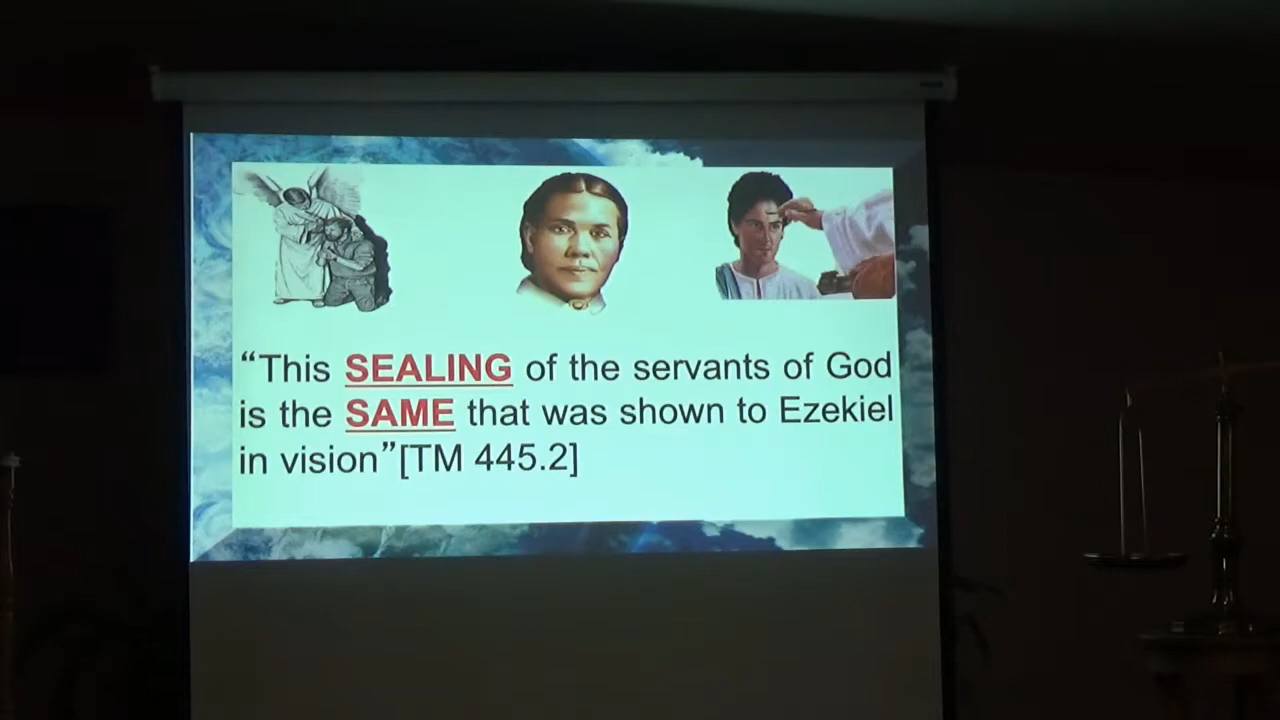 “This SEALING of the servants of God
is the SAME that was shown to Ezekiel
in vision”[TM 445.2]